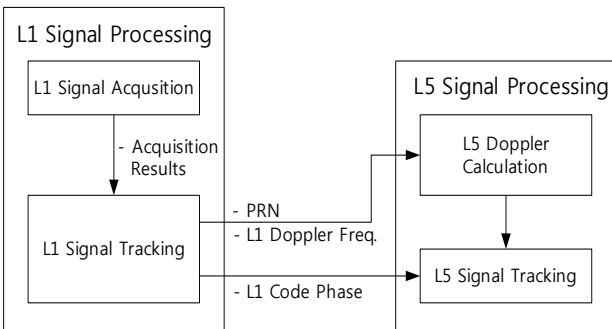 L1 Signal Processing
L1 Signal Acqusition
- Acquisition
Results
L1 Signal Tracking
- PRN
- L1 Doppler Freq.
- L1 Code Phase
L5 Signal Processing
L5 Doppler
Calculation
L5 Signal Tracking